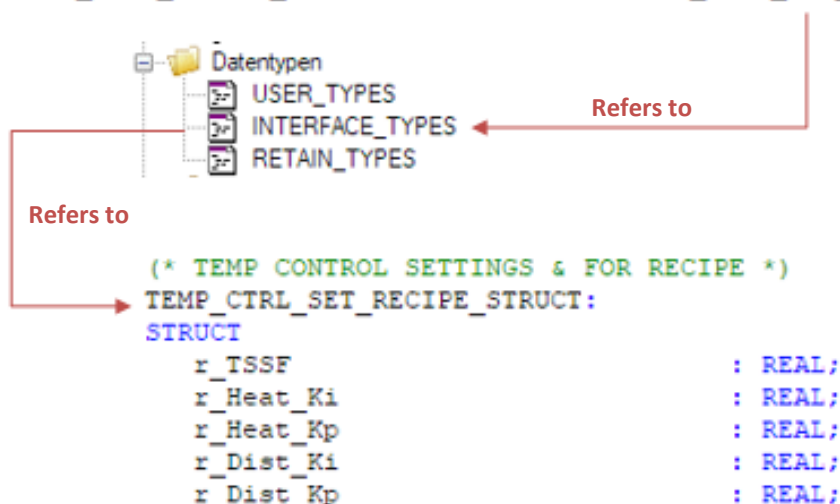 Datentypen
USER_TYPES
INTERFACE_TYPES
RETAIN_TYPES
Refers to
Refers to
(* TEMP CONTROL SETTINGS & FOR RECIPE *)
TEMP_CTRL_SET_RECIPE_STRUCT:
STRUCT
r_TSSF : REAL;
r_Heat_Ki : REAL;
r_Heat_Kp : REAL;
r_Dist_Ki : REAL;
r_Dist_Kp : REAL;